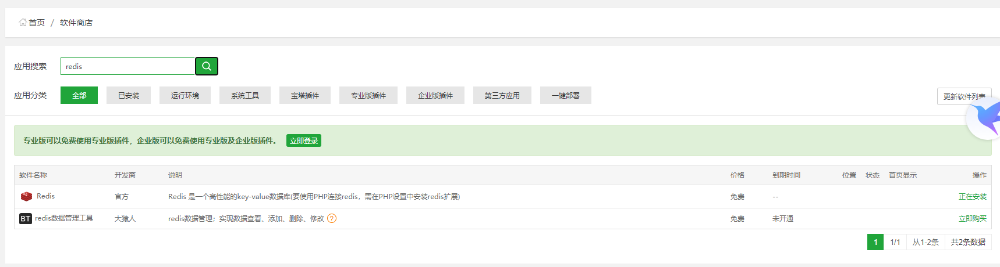 首页 / 软件商店
应用搜索 redis
应用分类 全部 已安装 运行环境 系统工具 宝塔插件 专业版插件 企业版插件 第三方应用 一键部署
更新软件列表
专业版可以免费使用专业版插件，企业版可以免费使用专业版及企业版插件。 立即登录
软件名称 开发商 说明 价格 到期时间 位置 状态 首页显示 操作
Redis 官方 Redis 是一个高性能的key-value数据库(要使用PHP连接redis，需在PHP设置中安装redis扩展) 免费 -- 正在安装
BT redis数据管理工具 大猿人 redis数据管理；实现数据查看、添加、删除、修改 ? 免费 未开通 立即购买
1 1/1 从1-2条 共2条数据